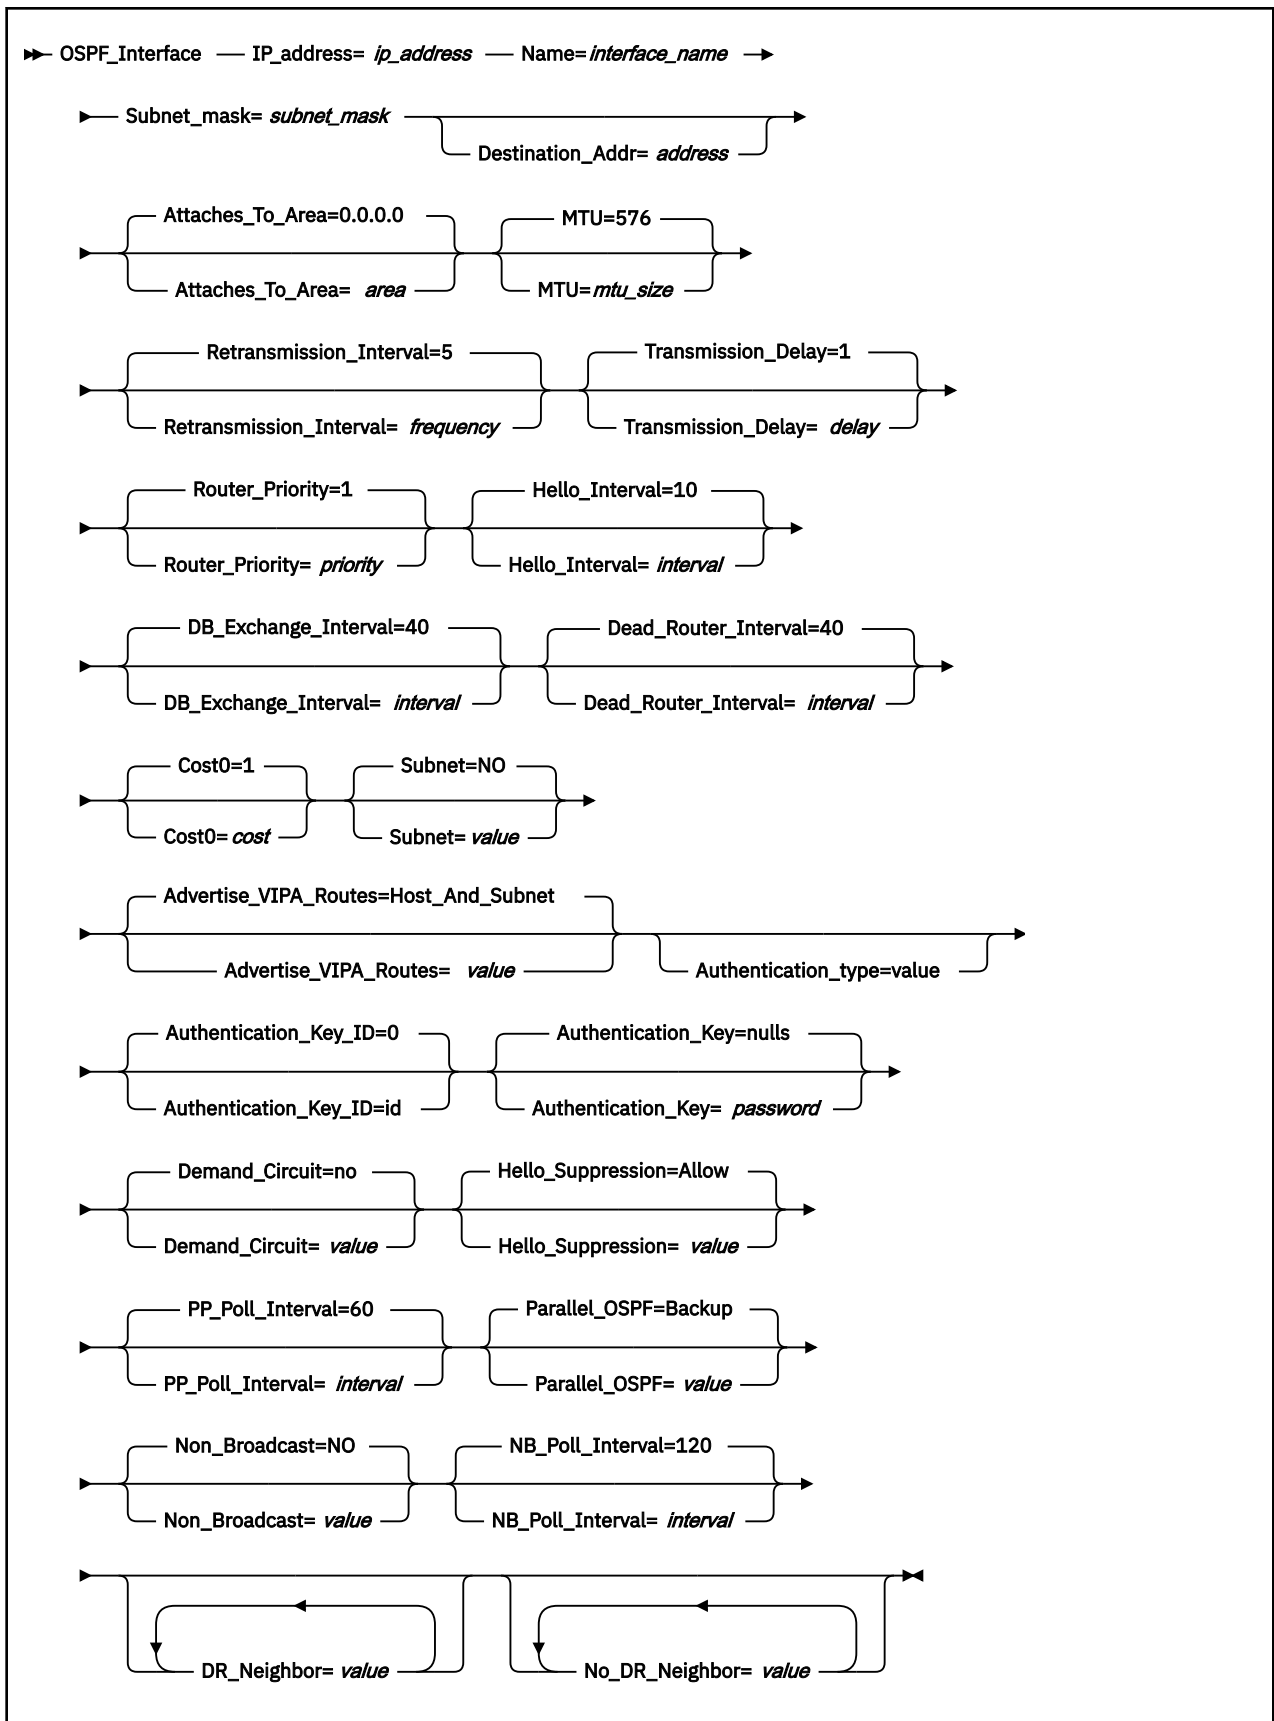 OSPF_Interface IP_address= ip_address Name=interface_name
Subnet_mask= subnet_mask
Destination_Addr= address
Attaches_To_Area=0.0.0.0 MTU=576
Attaches_To_Area= area MTU=mtu_size
Retransmission_Interval=5 Transmission_Delay=1
Retransmission_Interval= frequency Transmission_Delay= delay
Router_Priority=1 Hello_Interval=10
Router_Priority= priority Hello_Interval= interval
DB_Exchange_Interval=40 Dead_Router_Interval=40
DB_Exchange_Interval= interval Dead_Router_Interval= interval
Cost0=1 Subnet=NO
Cost0=cost Subnet=value
Advertise_VIPA_Routes=Host_And_Subnet
Advertise_VIPA_Routes= value Authentication_type=value
Authentication_Key_ID=0 Authentication_Key=nulls
Authentication_Key_ID=id Authentication_Key= password
Demand_Circuit=no Hello_Suppression=Allow
Demand_Circuit= value Hello_Suppression= value
PP_Poll_Interval=60 Parallel_OSPF=Backup
PP_Poll_Interval= interval Parallel_OSPF= value
Non_Broadcast=NO NB_Poll_Interval=120
Non_Broadcast= value NB_Poll_Interval= interval
DR_Neighbor= value No_DR_Neighbor= value